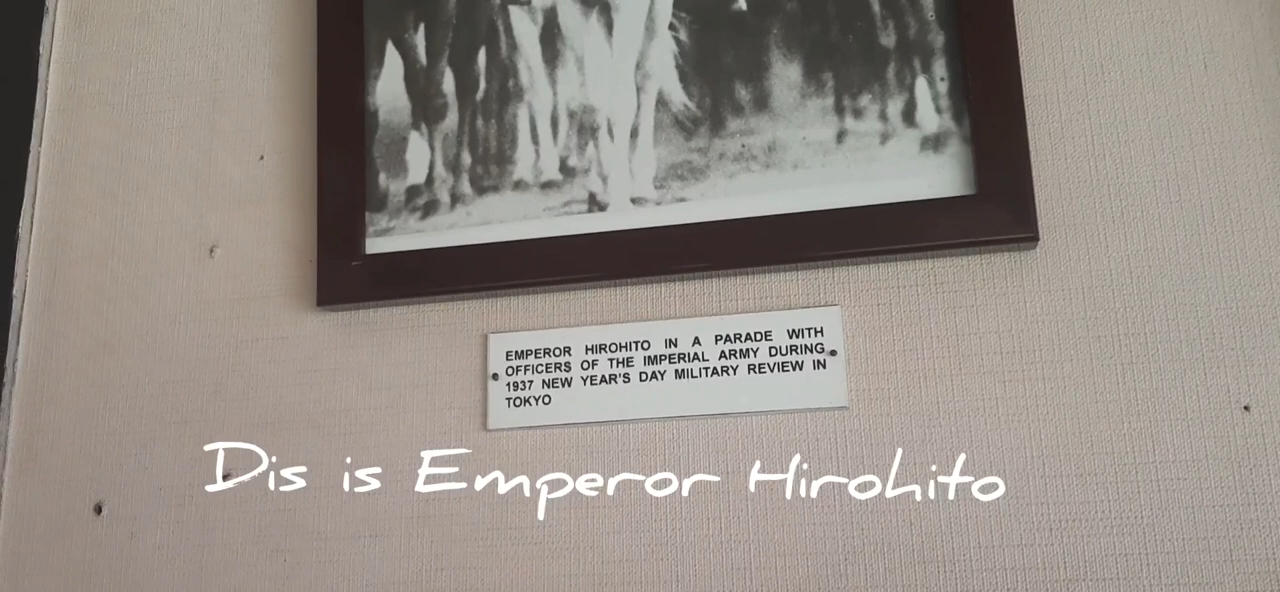 EMPEROR HIROHITO IN A PARADE WITH
OFFICERS OF THE IMPERIAL ARMY DURING
1937 NEW YEAR'S DAY MILITARY REVIEW IN
TOKYO
Dis is Emperor Hirohito